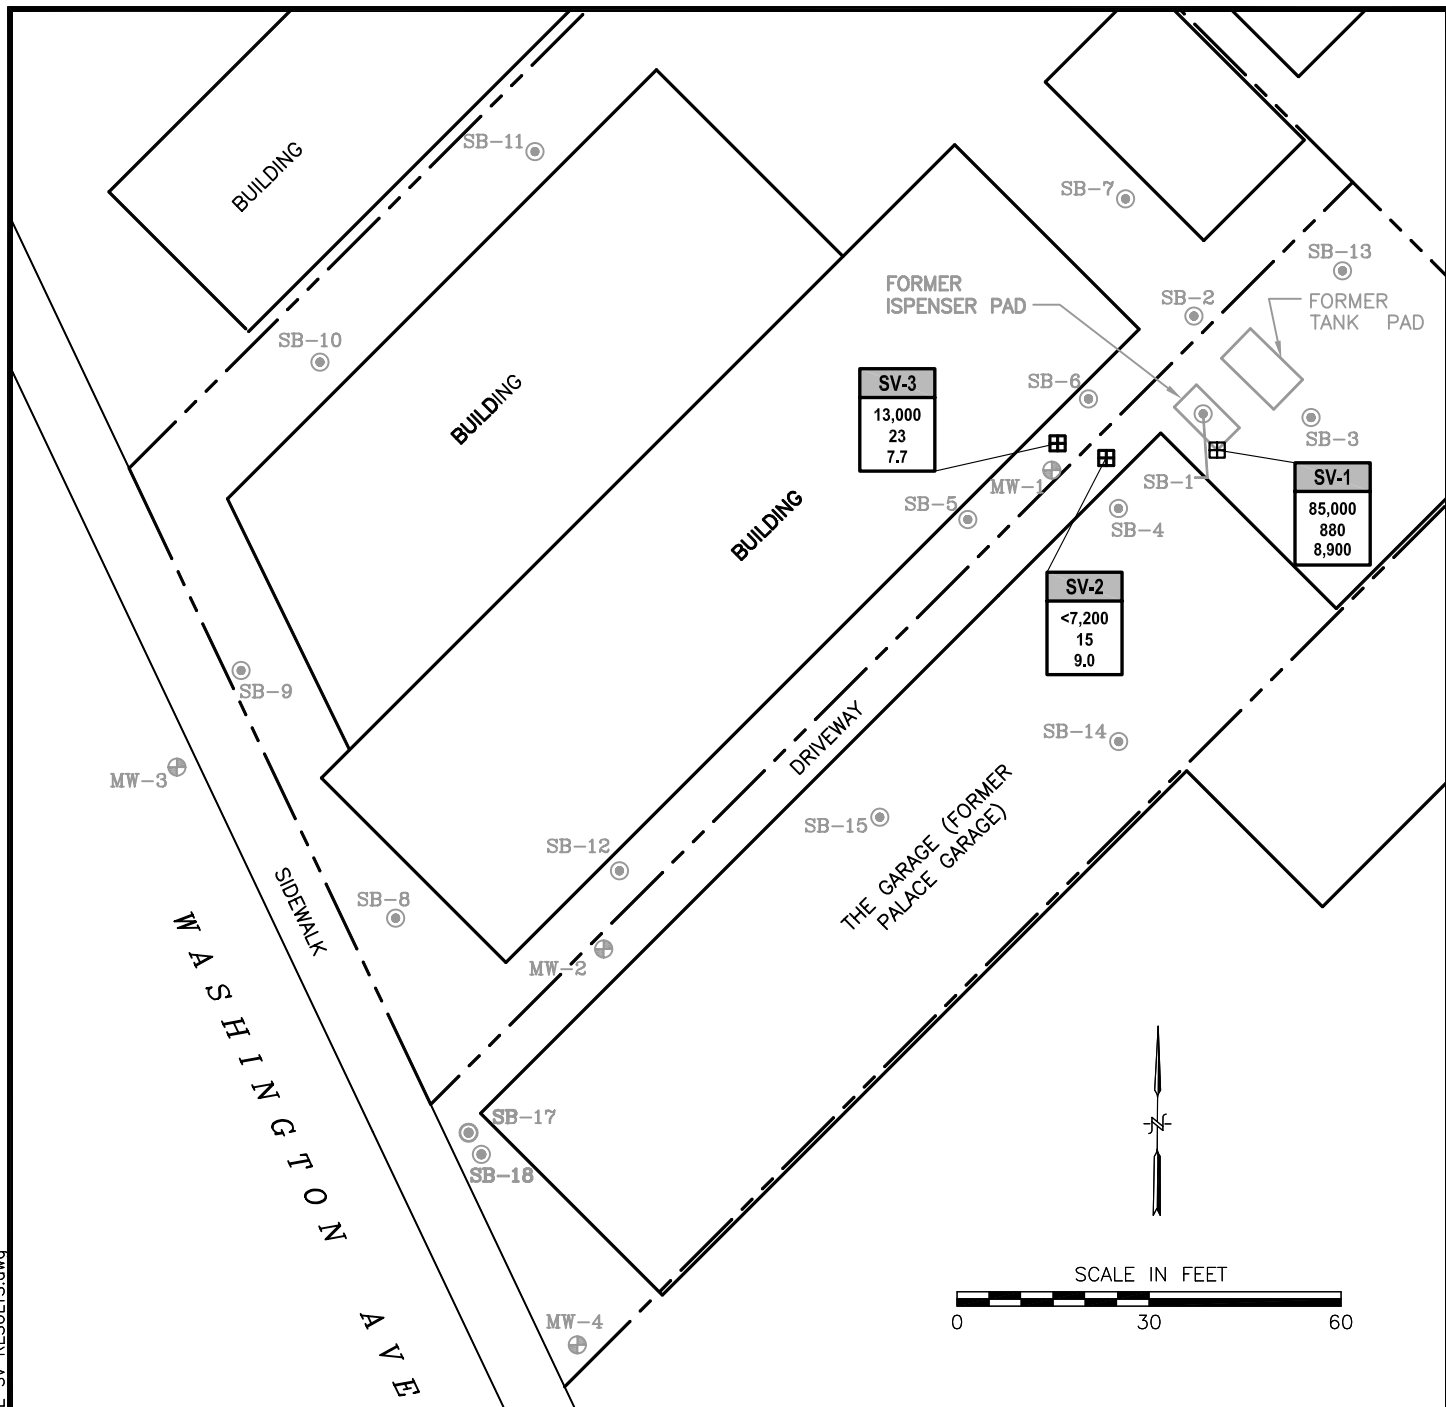 SB-11
BUILDING
SB-7
SB-13
FORMER
ISPENSER PAD
SB-2
FORMER
TANK PAD
SB-10
SB-6
SV-3
13,000
23
7.7
BUILDING
SB-3
MW-1
SB-1
SV-1
85,000
880
8,900
SB-5
SB-4
BUILDING
SV-2
<7,200
15
9.0
SB-9
DRIVEWAY
SB-14
MW-3
THE GARAGE (FORMER
PALACE GARAGE)
SB-15
SB-12
SIDEWALK
SB-8
WASHINGTON AVE
MW-2
SB-17
SB-18
N
SCALE IN FEET
0 30 60
MW-4
SV RESULTS.dwg